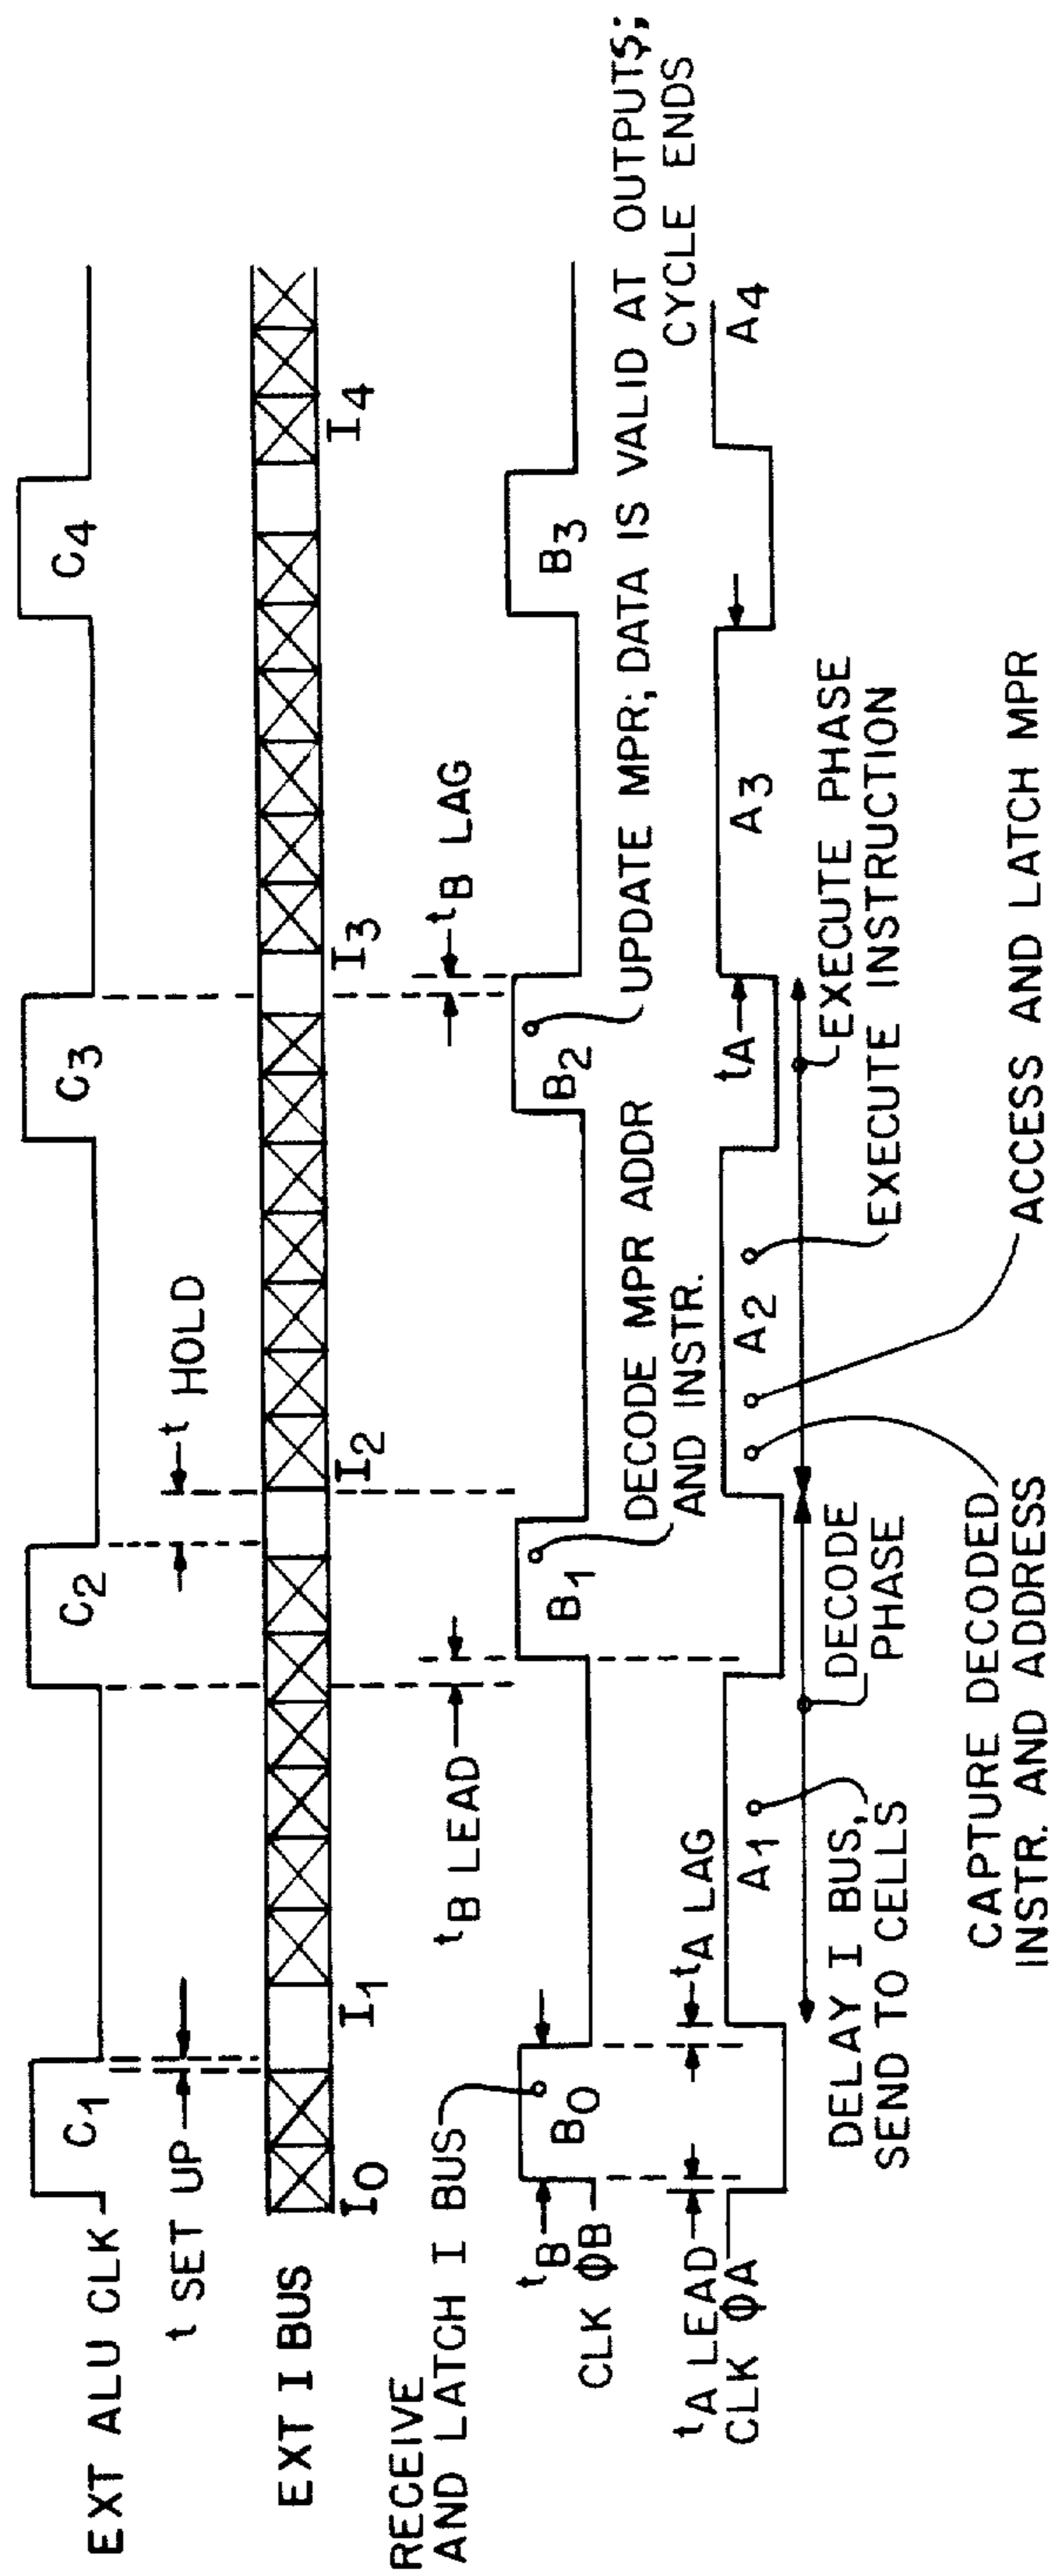 EXT ALU CLK
C1
C2
C3
C4
t SET UP
t HOLD
EXT I BUS
I0
I1
I2
I3
I4
tB LEAD
tB LAG
RECEIVE
AND LATCH I BUS
tB
CLK ΦB
B0
B1
B2
B3
DECODE MPR ADDR
AND INSTR.
UPDATE MPR; DATA IS VALID AT OUTPUTS;
CYCLE ENDS
tA LEAD
CLK ΦA
tA LAG
A1
A2
tA
A3
A4
DELAY I BUS,
SEND TO CELLS
DECODE
PHASE
EXECUTE PHASE
EXECUTE INSTRUCTION
CAPTURE DECODED
INSTR. AND ADDRESS
ACCESS AND LATCH MPR